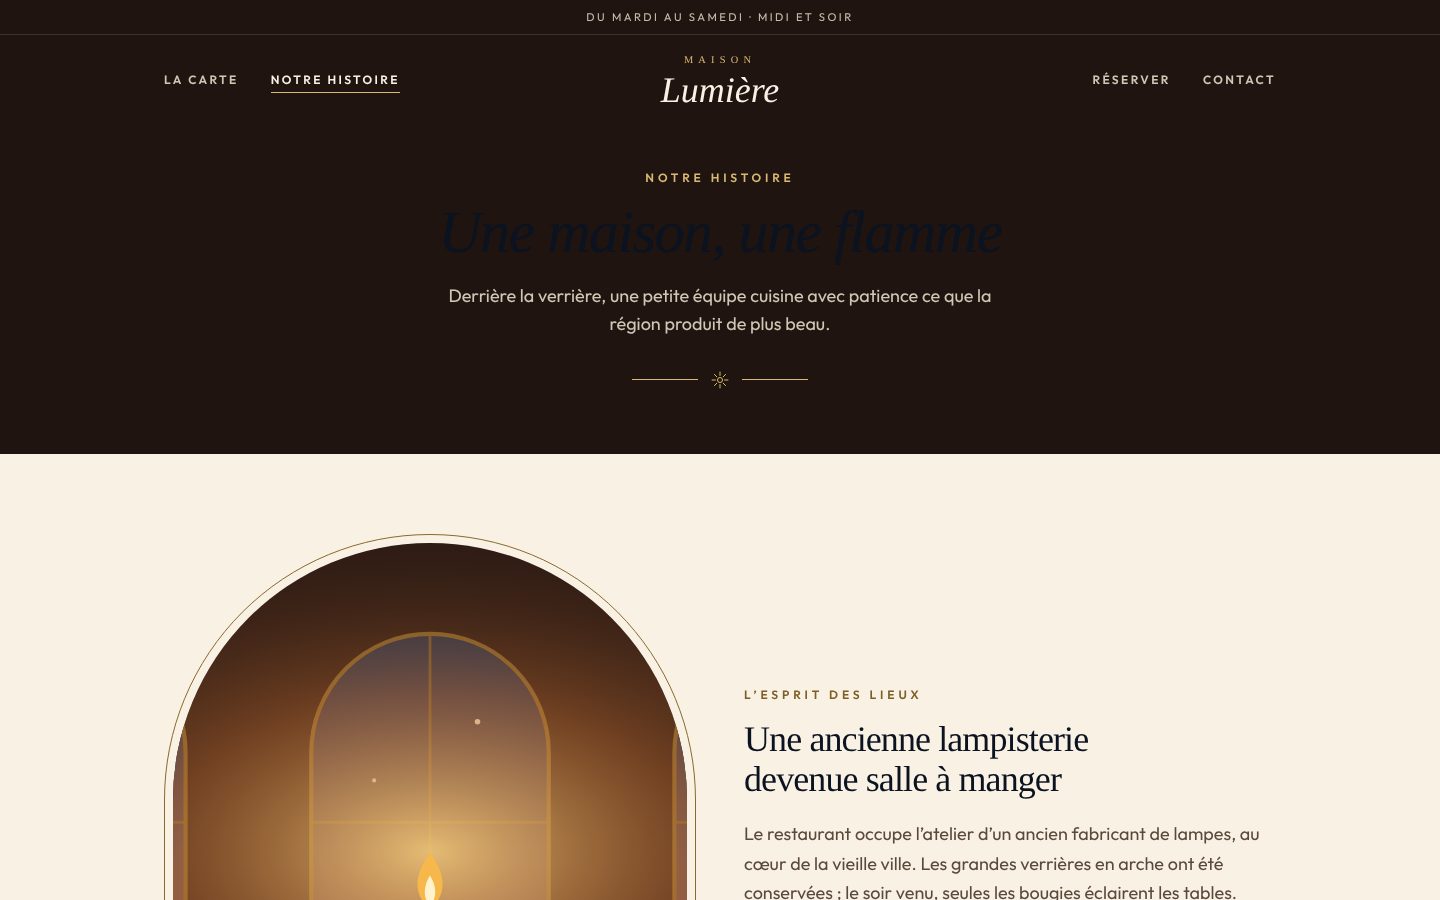 DU MARDI AU SAMEDI · MIDI ET SOIR
LA CARTE
NOTRE HISTOIRE
MAISON
Lumière
RÉSERVER
CONTACT
NOTRE HISTOIRE
Une maison, une flamme
Derrière la verrière, une petite équipe cuisine avec patience ce que la
région produit de plus beau.
L’ESPRIT DES LIEUX
Une ancienne lampisterie
devenue salle à manger
Le restaurant occupe l’atelier d’un ancien fabricant de lampes, au
cœur de la vieille ville. Les grandes verrières en arche ont été
conservées ; le soir venu, seules les bougies éclairent les tables.